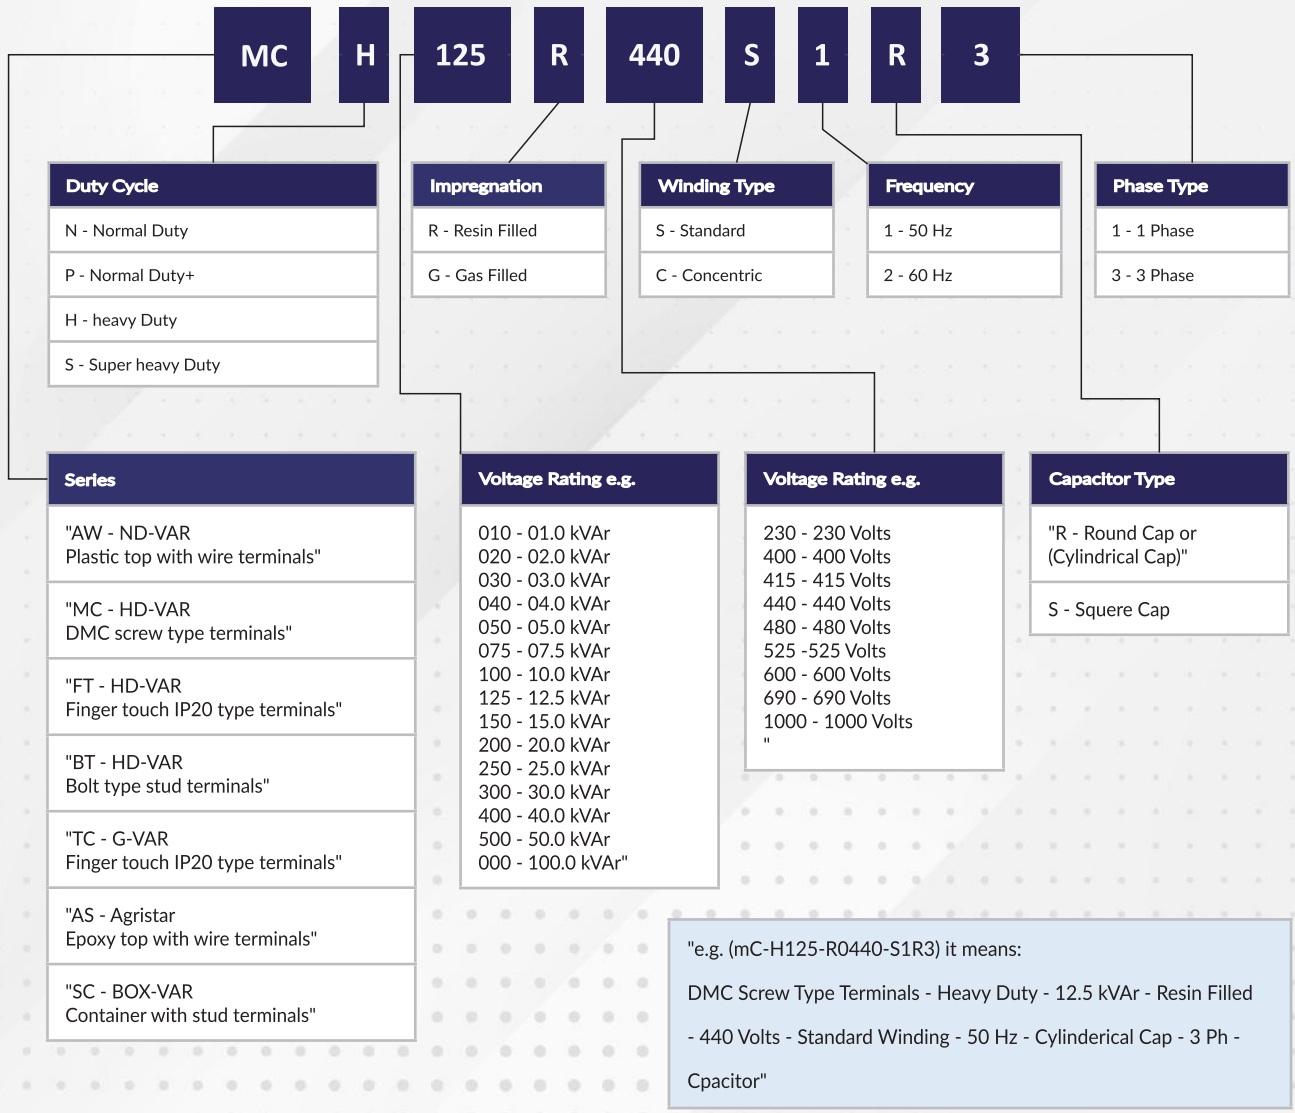 MC H 125 R 440 S 1 R 3
Duty Cycle
N - Normal Duty
P - Normal Duty+
H - heavy Duty
S - Super heavy Duty
Impregnation
R - Resin Filled
G - Gas Filled
Winding Type
S - Standard
C - Concentric
Frequency
1 - 50 Hz
2 - 60 Hz
Phase Type
1 - 1 Phase
3 - 3 Phase
Series
"AW - ND-VAR
Plastic top with wire terminals"
"MC - HD-VAR
DMC screw type terminals"
"FT - HD-VAR
Finger touch IP20 type terminals"
"BT - HD-VAR
Bolt type stud terminals"
"TC - G-VAR
Finger touch IP20 type terminals"
"AS - Agristar
Epoxy top with wire terminals"
"SC - BOX-VAR
Container with stud terminals"
Voltage Rating e.g.
010 - 01.0 kVAr
020 - 02.0 kVAr
030 - 03.0 kVAr
040 - 04.0 kVAr
050 - 05.0 kVAr
075 - 07.5 kVAr
100 - 10.0 kVAr
125 - 12.5 kVAr
150 - 15.0 kVAr
200 - 20.0 kVAr
250 - 25.0 kVAr
300 - 30.0 kVAr
400 - 40.0 kVAr
500 - 50.0 kVAr
000 - 100.0 kVAr"
Voltage Rating e.g.
230 - 230 Volts
400 - 400 Volts
415 - 415 Volts
440 - 440 Volts
480 - 480 Volts
525 -525 Volts
600 - 600 Volts
690 - 690 Volts
1000 - 1000 Volts
"
Capacitor Type
"R - Round Cap or
(Cylindrical Cap)"
S - Squere Cap
"e.g. (mC-H125-R0440-S1R3) it means:
DMC Screw Type Terminals - Heavy Duty - 12.5 kVAr - Resin Filled
- 440 Volts - Standard Winding - 50 Hz - Cylinderical Cap - 3 Ph -
Cpacitor"